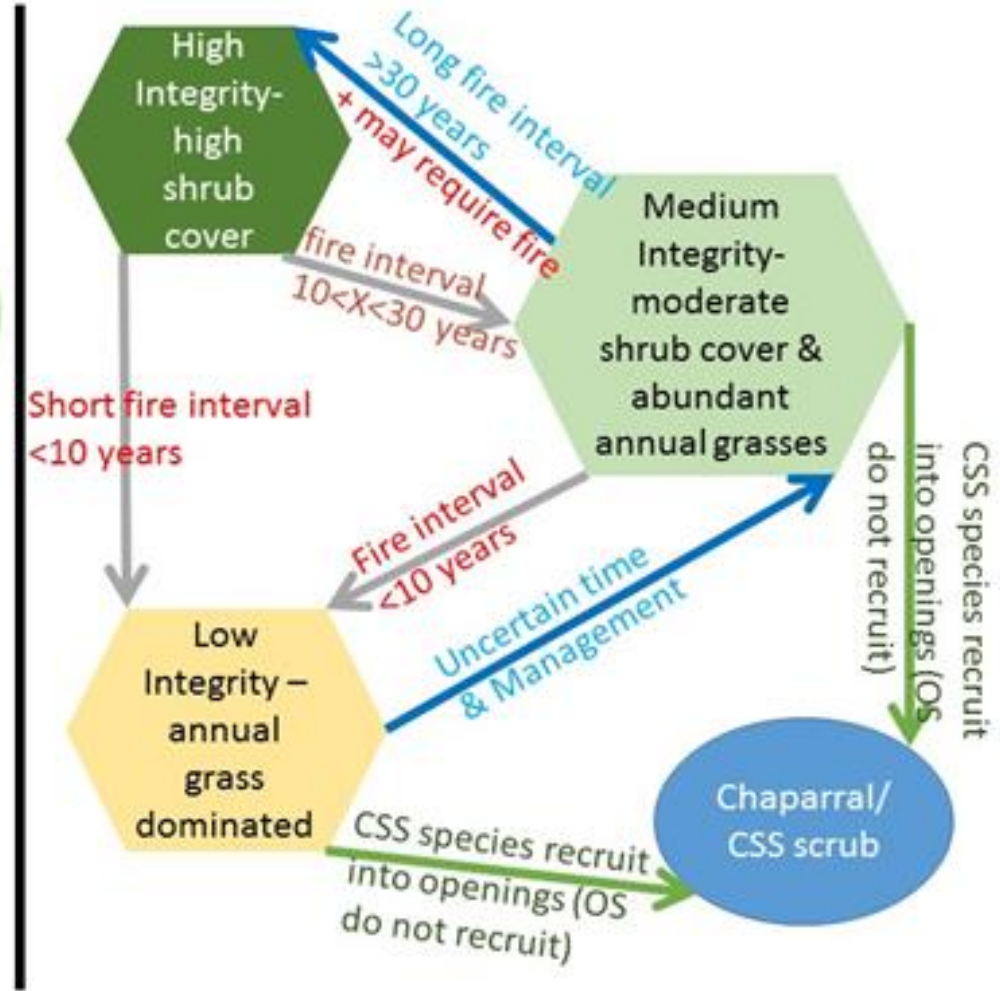 High
Integrity-
high
shrub
cover
Long fire interval
>30 years
+ may require fire
fire interval
10<X<30 years
Medium
Integrity-
moderate
shrub cover &
abundant
annual grasses
Short fire interval
<10 years
Fire interval
<10 years
Uncertain time
& Management
CSS species recruit
into openings (OS
do not recruit)
Low
Integrity –
annual
grass
dominated
CSS species recruit
into openings (OS
do not recruit)
Chaparral/
CSS scrub